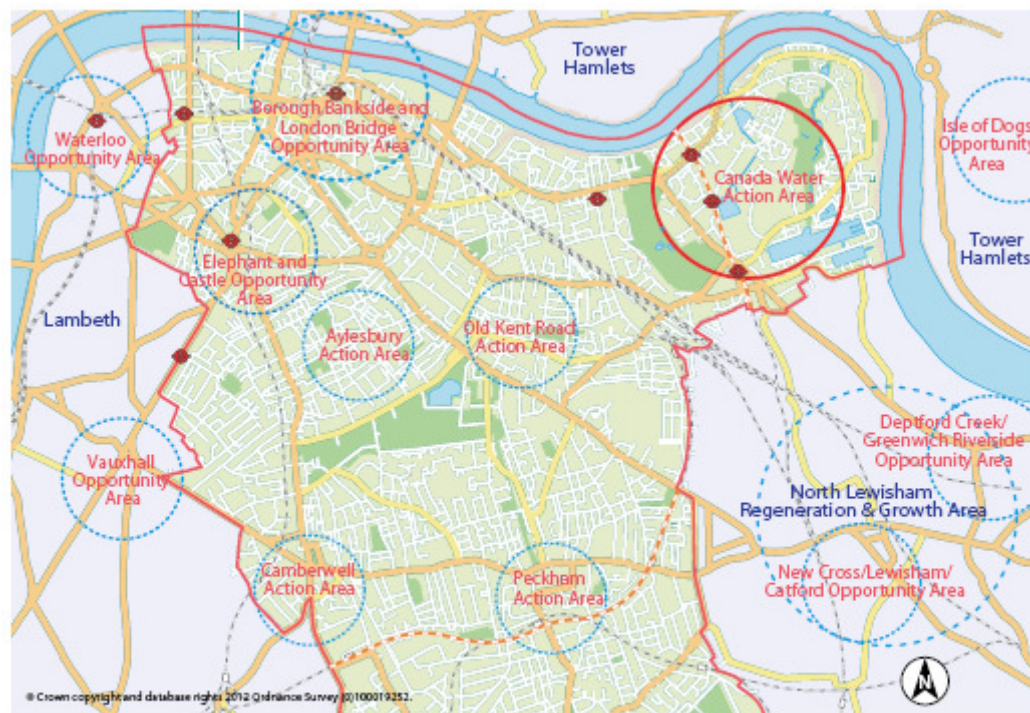 Tower
Hamlets
Waterloo
Opportunity Area
Borough,Bankside and
London Bridge
Opportunity Area
Isle of Dogs
Opportunity
Area
Canada Water
Action Area
Tower
Hamlets
Elephant and
Castle Opportunity
Area
Lambeth
Aylesbury
Action Area
Old Kent Road
Action Area
Vauxhall
Opportunity
Area
Deptford Creek/
Greenwich Riverside
Opportunity Area
North Lewisham
Regeneration & Growth Area
Camberwell
Action Area
Peckham
Action Area
New Cross/Lewisham/
Catford Opportunity Area
© Crown copyright and database rights 2012 Ordnance Survey (0)100019252.
N